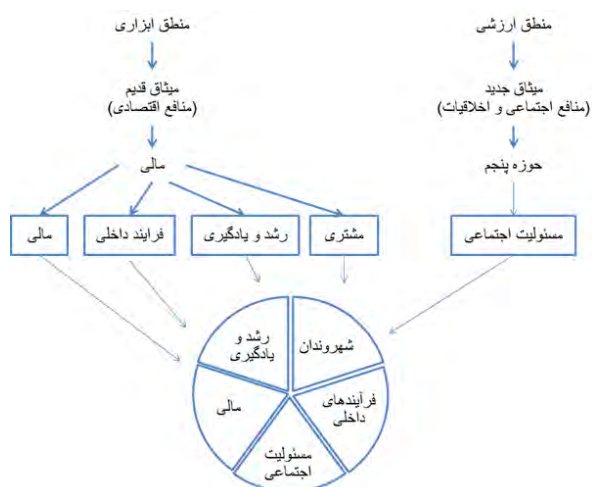 منطق ارزشی
منطق ابزاری
میثاق جدید
(منافع اجتماعی و اخلاقیات)
میثاق قدیم
(منافع اقتصادی)
حوزه پنجم
مالی
مسئولیت اجتماعی
مشتری
رشد و یادگیری
فرایند داخلی
مالی
شهروندان
رشد و
یادگیری
فرآیندهای
داخلی
مالی
مسئولیت
اجتماعی